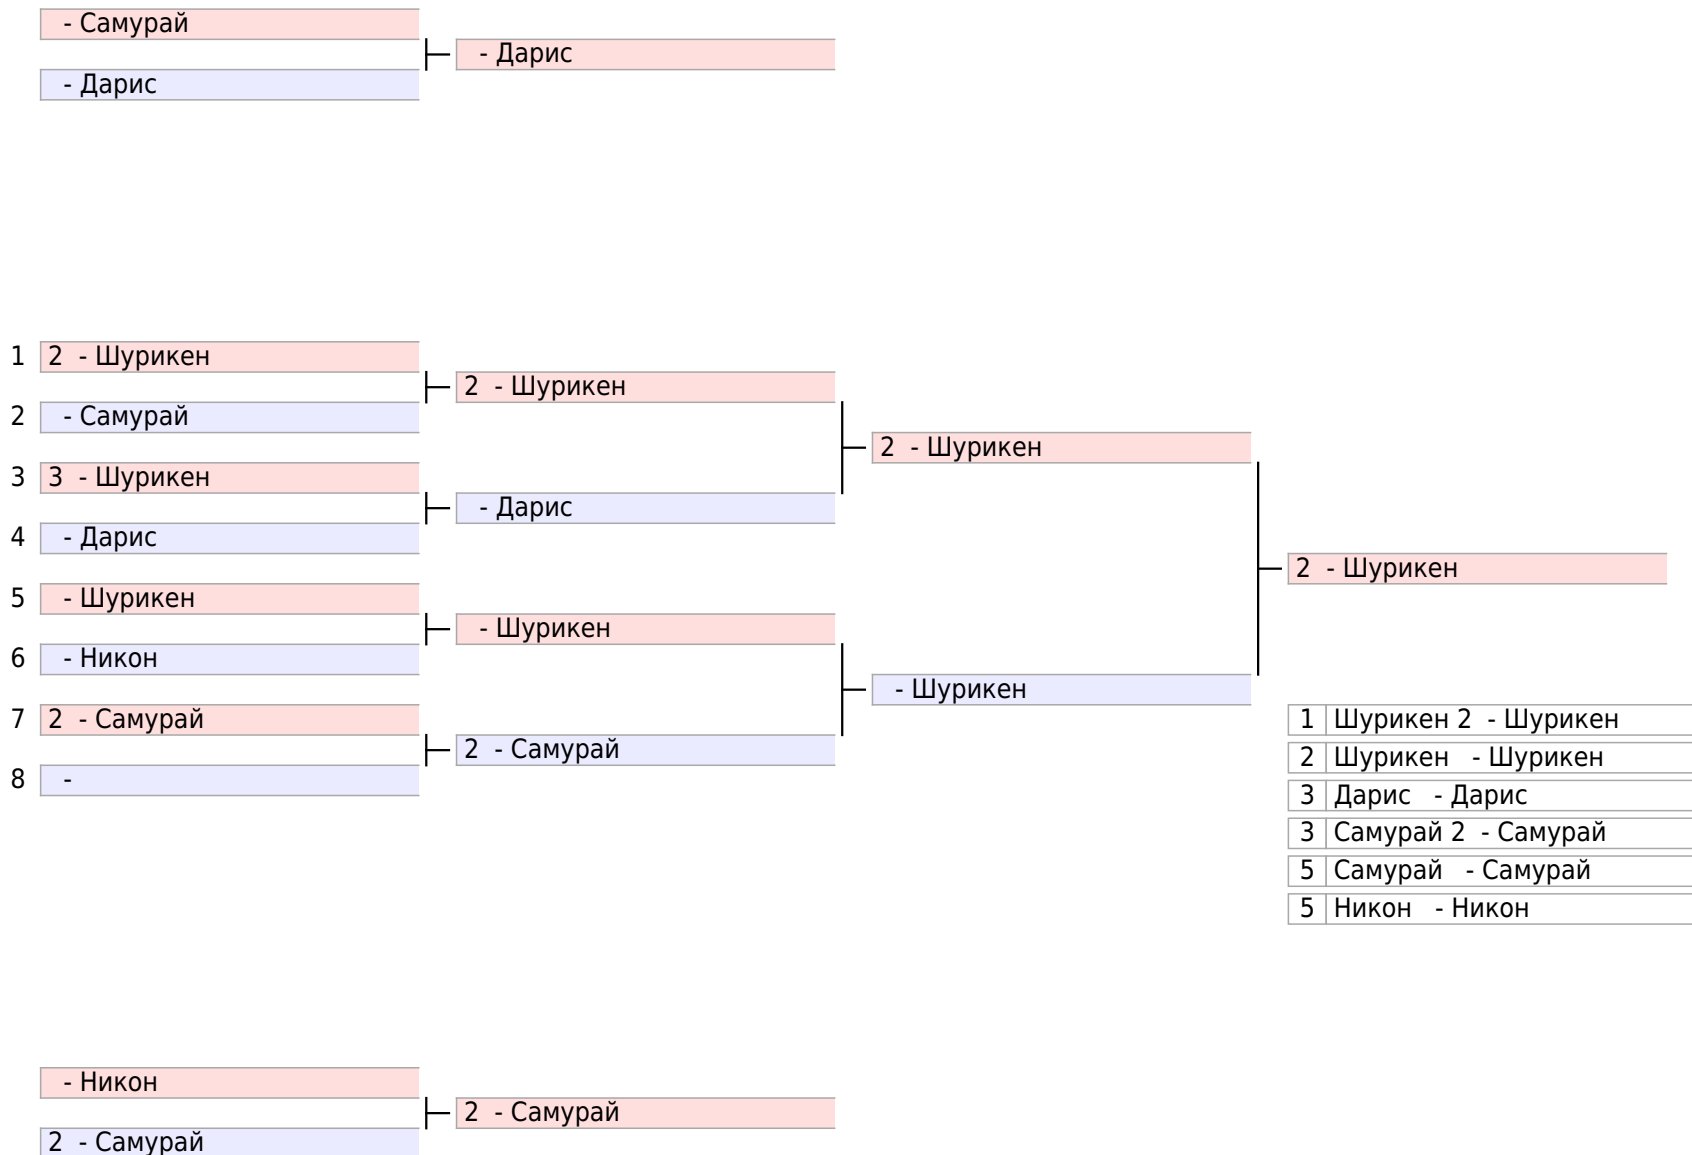 - Самурай
- Дарис
- Дарис
1 2 - Шурикен
2 - Шурикен
2 - Самурай
2 - Шурикен
3 3 - Шурикен
- Дарис
4 - Дарис
2 - Шурикен
5 - Шурикен
- Шурикен
6 - Никон
- Шурикен
7 2 - Самурай
2 - Самурай
8 -
1 Шурикен 2 - Шурикен
2 Шурикен - Шурикен
3 Дарис - Дарис
3 Самурай 2 - Самурай
5 Самурай - Самурай
5 Никон - Никон
- Никон
2 - Самурай
2 - Самурай